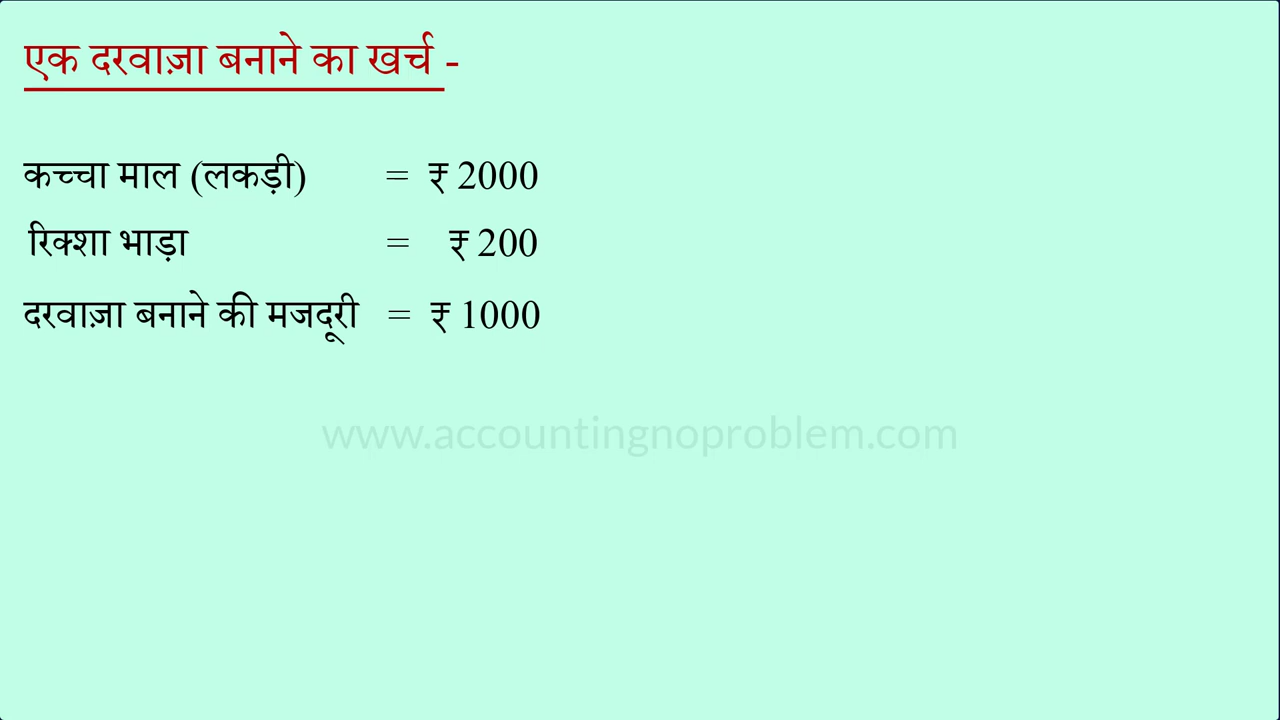 एक दरवाज़ा बनाने का खर्च -
कच्चा माल (लकड़ी) = ₹ 2000
रिक्शा भाड़ा = ₹ 200
दरवाज़ा बनाने की मजदूरी = ₹ 1000
www.accountingnoproblem.com